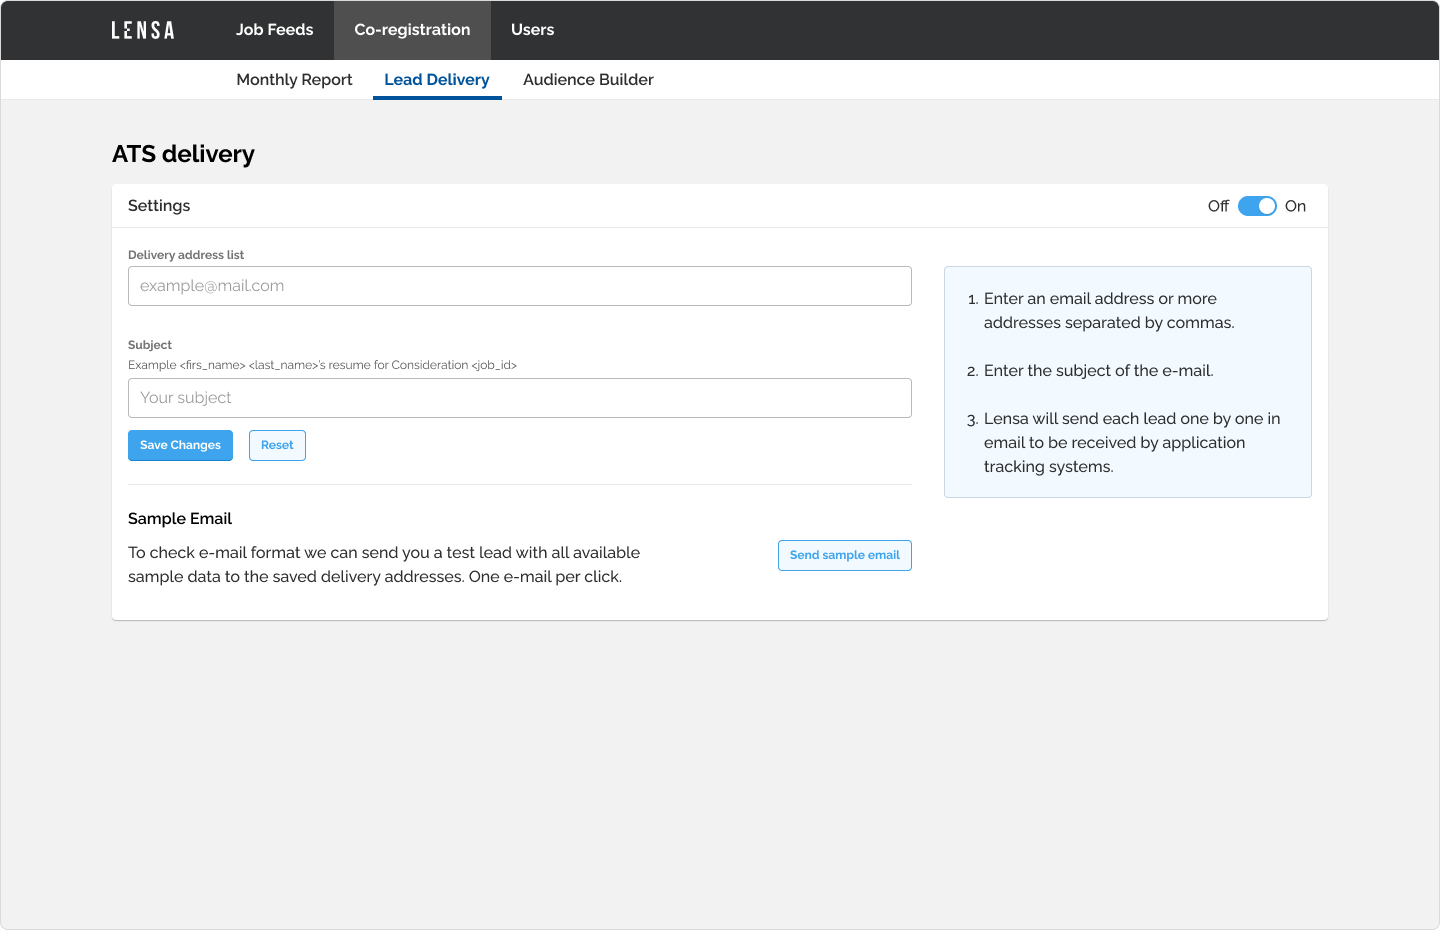 LENSA
Job Feeds
Co-registration
Users
Monthly Report
Lead Delivery
Audience Builder
ATS delivery
Settings
Off
On
Delivery address list
example@mail.com
Subject
Example <firs_name> <last_name>'s resume for Consideration <job_id>
Your subject
Save Changes
Reset
1. Enter an email address or more
addresses separated by commas.
2. Enter the subject of the e-mail.
3. Lensa will send each lead one by one in
email to be received by application
tracking systems.
Sample Email
To check e-mail format we can send you a test lead with all available
sample data to the saved delivery addresses. One e-mail per click.
Send sample email